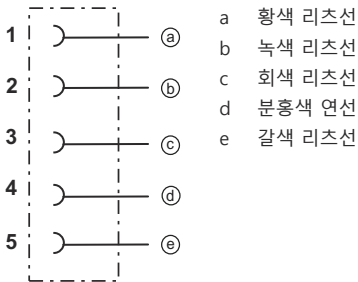 1 ⓐ
2 ⓑ
3 ⓒ
4 ⓓ
5 ⓔ
a 황색 리츠선
b 녹색 리츠선
c 회색 리츠선
d 분홍색 연선
e 갈색 리츠선